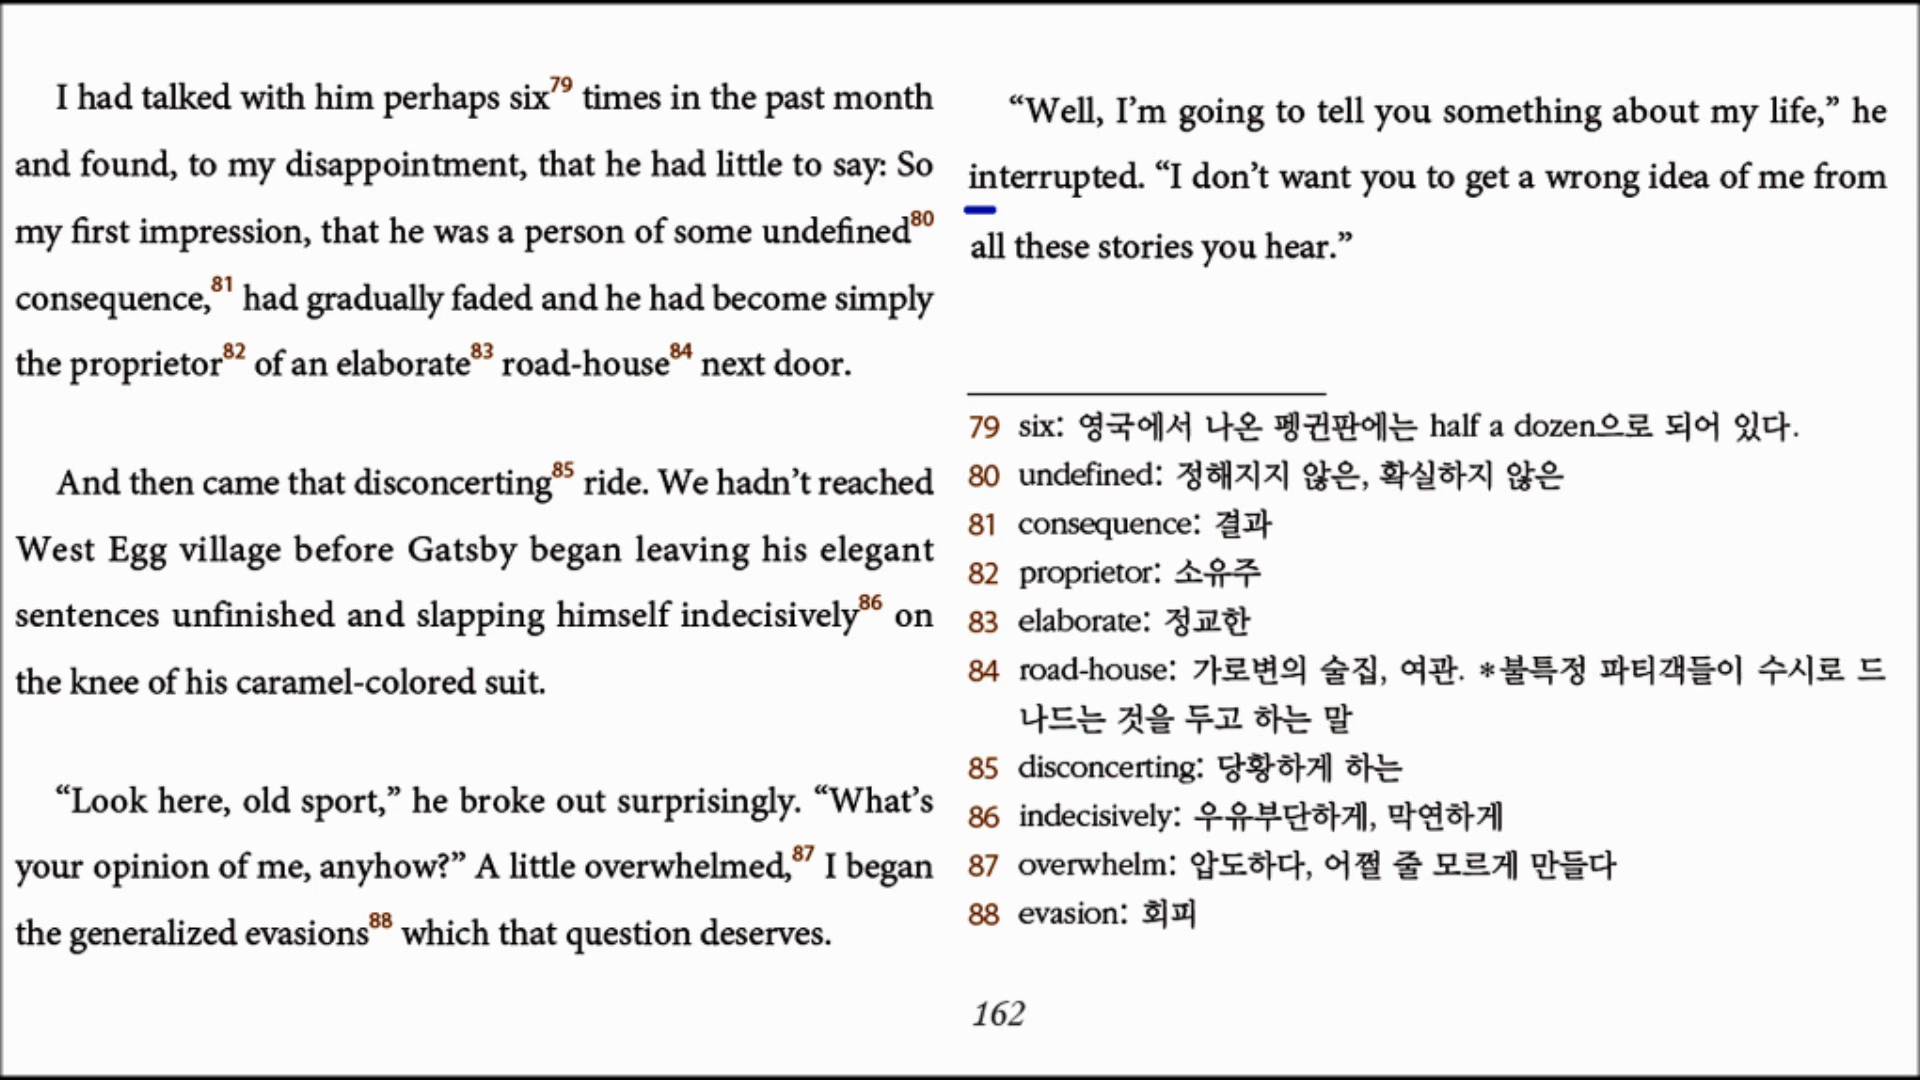 I had talked with him perhaps six79 times in the past month
and found, to my disappointment, that he had little to say: So
my first impression, that he was a person of some undefined80
consequence,81 had gradually faded and he had become simply
the proprietor82 of an elaborate83 road-house84 next door.
And then came that disconcerting85 ride. We hadn’t reached
West Egg village before Gatsby began leaving his elegant
sentences unfinished and slapping himself indecisively86 on
the knee of his caramel-colored suit.
“Look here, old sport,” he broke out surprisingly. “What’s
your opinion of me, anyhow?” A little overwhelmed,87 I began
the generalized evasions88 which that question deserves.
“Well, I’m going to tell you something about my life,” he
interrupted. “I don’t want you to get a wrong idea of me from
all these stories you hear.”
79 six: 영국에서 나온 펭귄판에는 half a dozen으로 되어 있다.
80 undefined: 정해지지 않은, 확실하지 않은
81 consequence: 결과
82 proprietor: 소유주
83 elaborate: 정교한
84 road-house: 가로변의 술집, 여관. *불특정 파티객들이 수시로 드
나드는 것을 두고 하는 말
85 disconcerting: 당황하게 하는
86 indecisively: 우유부단하게, 막연하게
87 overwhelm: 압도하다, 어쩔 줄 모르게 만들다
88 evasion: 회피
162